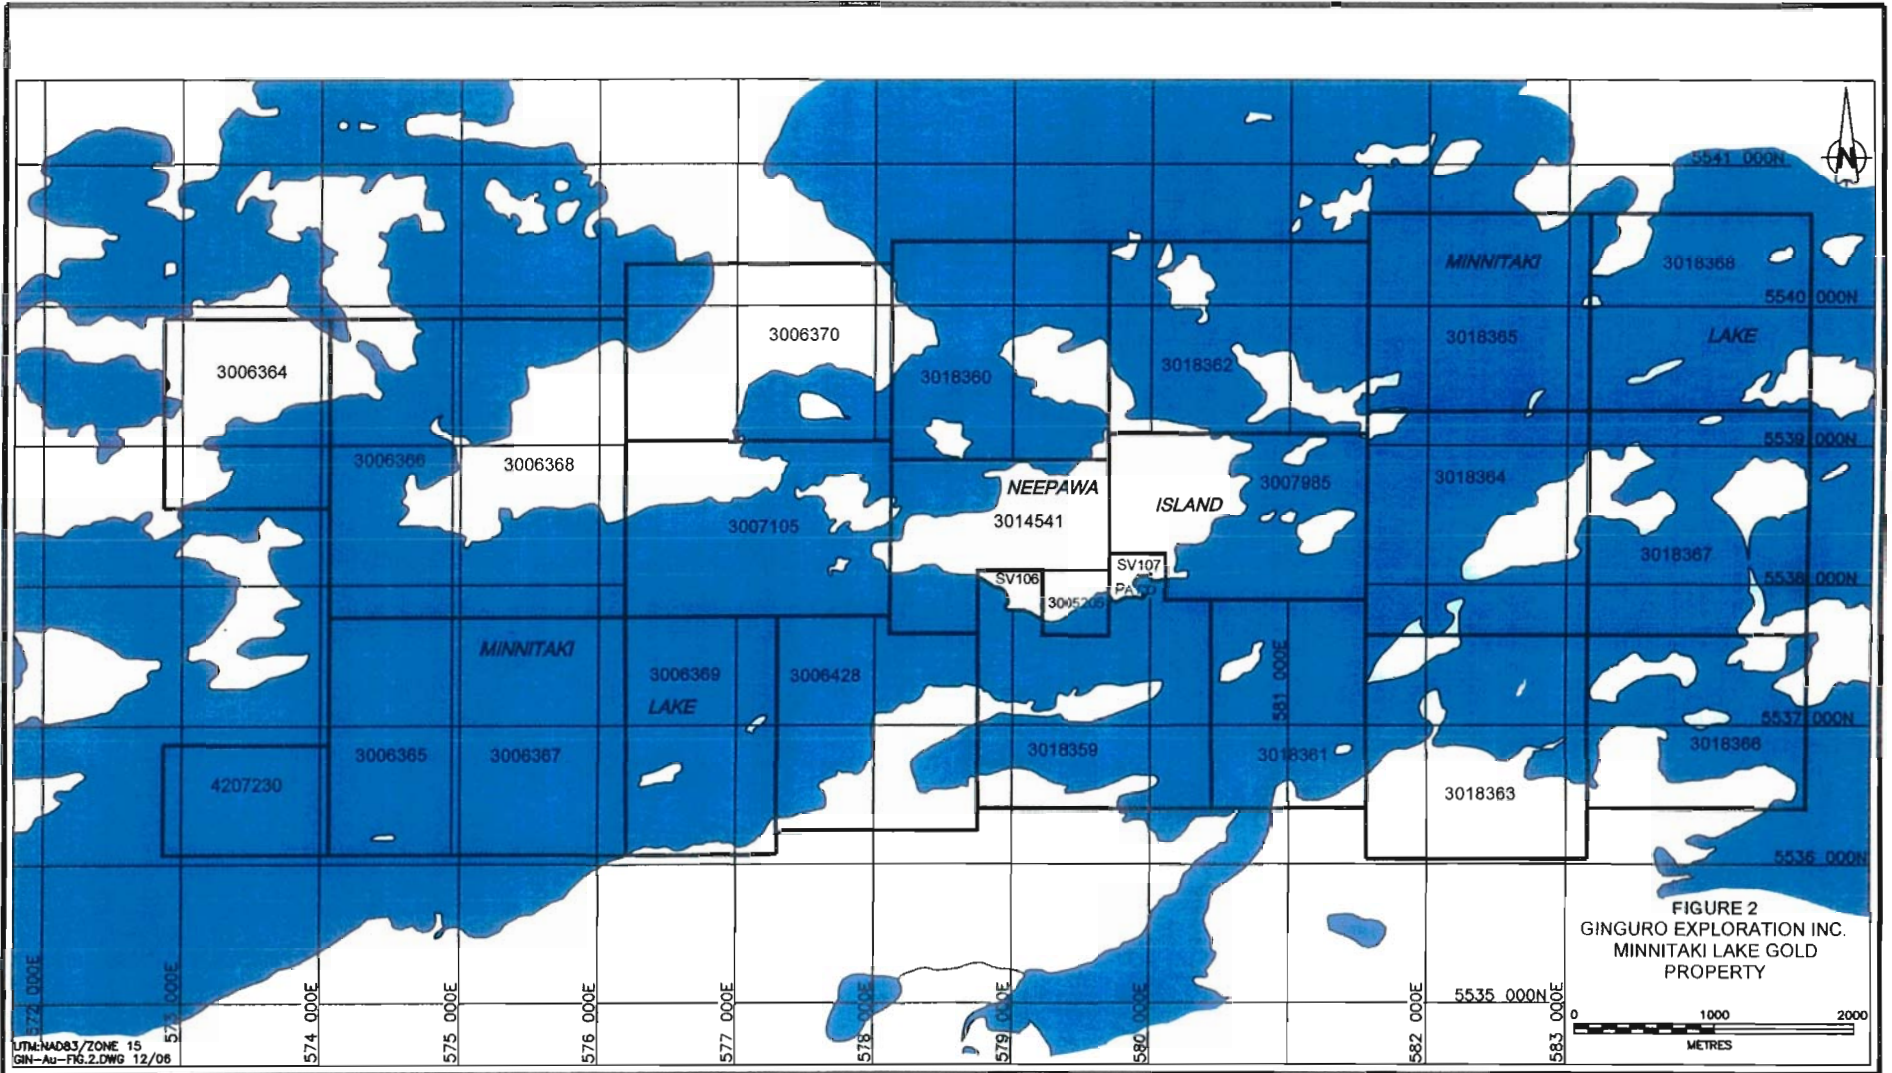 5541 000N
N
MINNITAKI
3018368
5540 000N
3006370
3018365
LAKE
3006364
3018360
3018362
5539 000N
3006366
3006368
3018364
NEEPAWA
ISLAND
3007985
3014541
3007105
3018367
SV106
SV107
5538 000N
3005205
MINNITAKI
3006369
3006428
581 000E
LAKE
5537 000N
3006365
3006367
3018359
3018361
3018366
4207230
3018363
5536 000N
FIGURE 2
GINGURO EXPLORATION INC.
MINNITAKI LAKE GOLD
PROPERTY
572 000E
573 000E
574 000E
575 000E
576 000E
577 000E
578 000E
579 000E
580 000E
582 000E
5535 000N
583 000E
0 1000 2000
METRES
UTM:NAD83/ZONE 15
GIN-Au-FIG.2.DWG 12/06